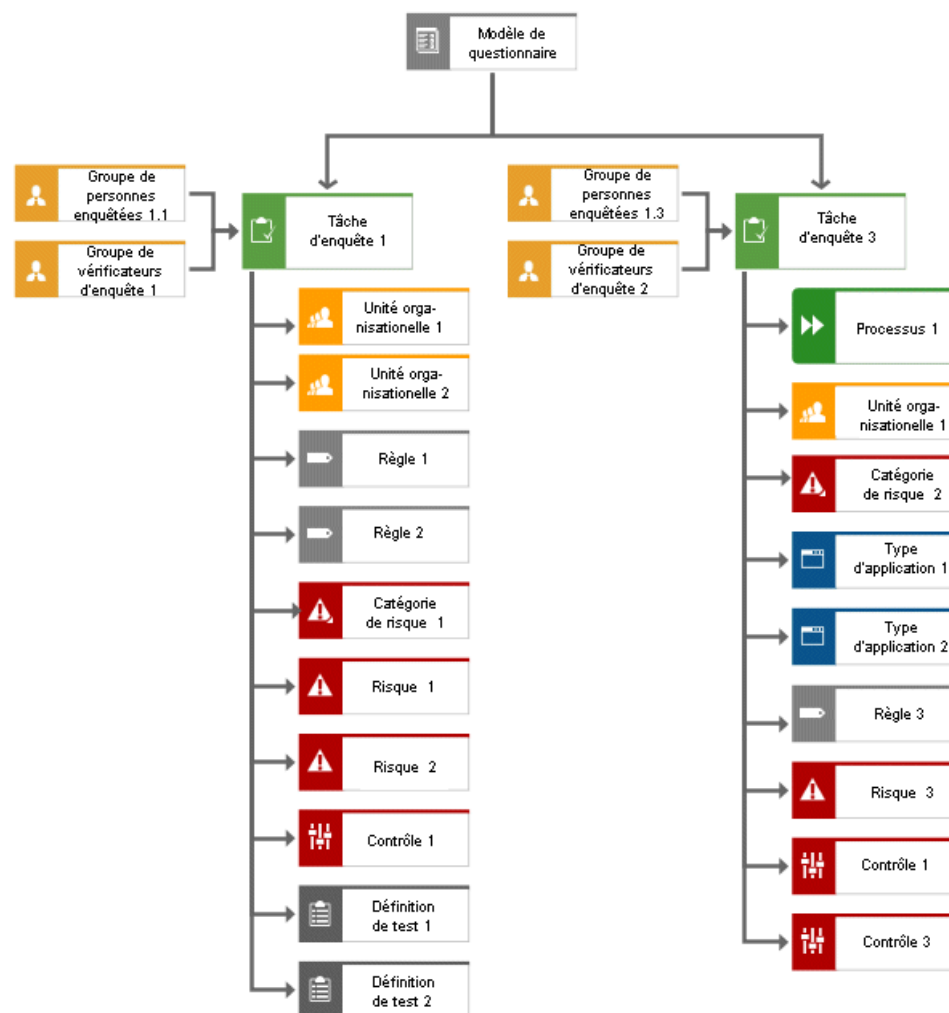 Modèle de
questionnaire
Groupe de
personnes
enquêtées 1.1
Groupe de
vérificateurs
d'enquête 1
Tâche
d'enquête 1
Unité orga-
nisationelle 1
Unité orga-
nisationelle 2
Règle 1
Règle 2
Catégorie
de risque 1
Risque 1
Risque 2
Contrôle 1
Définition
de test 1
Définition
de test 2
Groupe de
personnes
enquêtées 1.3
Groupe de
vérificateurs
d'enquête 2
Tâche
d'enquête 3
Processus 1
Unité orga-
nisationelle 1
Catégorie
de risque 2
Type
d'application 1
Type
d'application 2
Règle 3
Risque 3
Contrôle 1
Contrôle 3